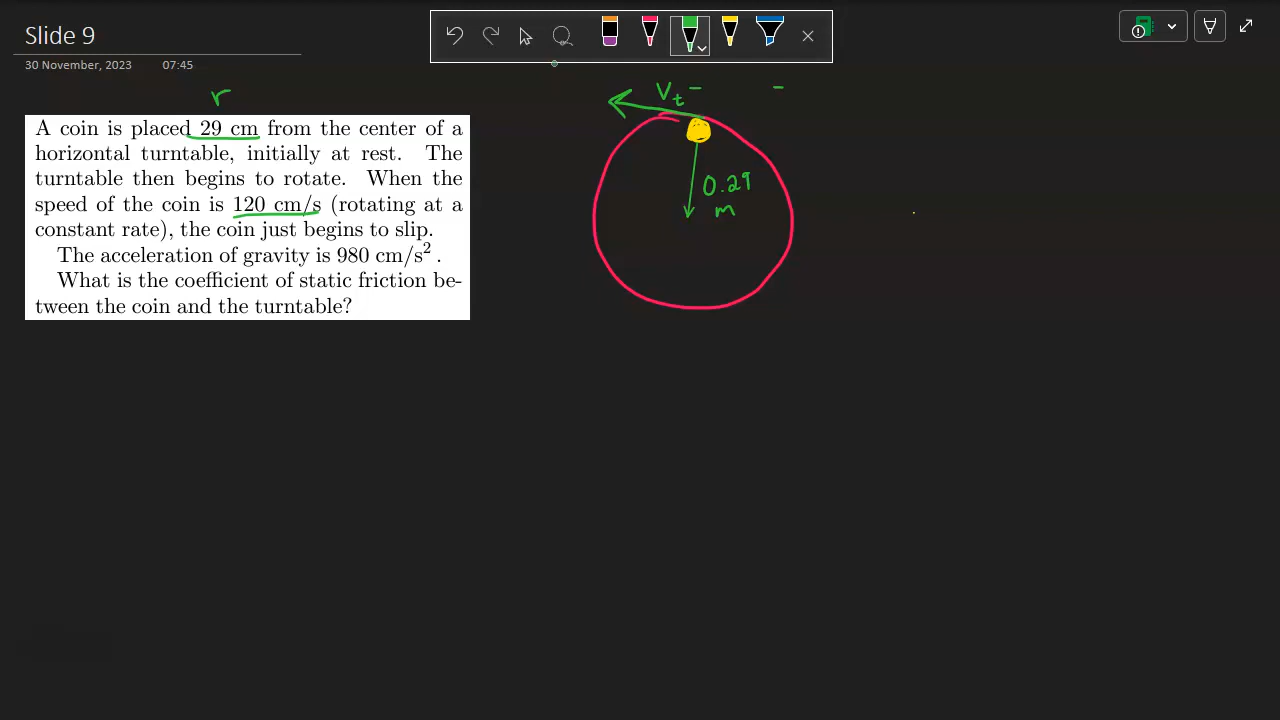 Slide 9
30 November, 2023 07:45
r
A coin is placed 29 cm from the center of a
horizontal turntable, initially at rest. The
turntable then begins to rotate. When the
speed of the coin is 120 cm/s (rotating at a
constant rate), the coin just begins to slip.
The acceleration of gravity is 980 cm/s² .
What is the coefficient of static friction be-
tween the coin and the turntable?
Vt - -
0.29
m